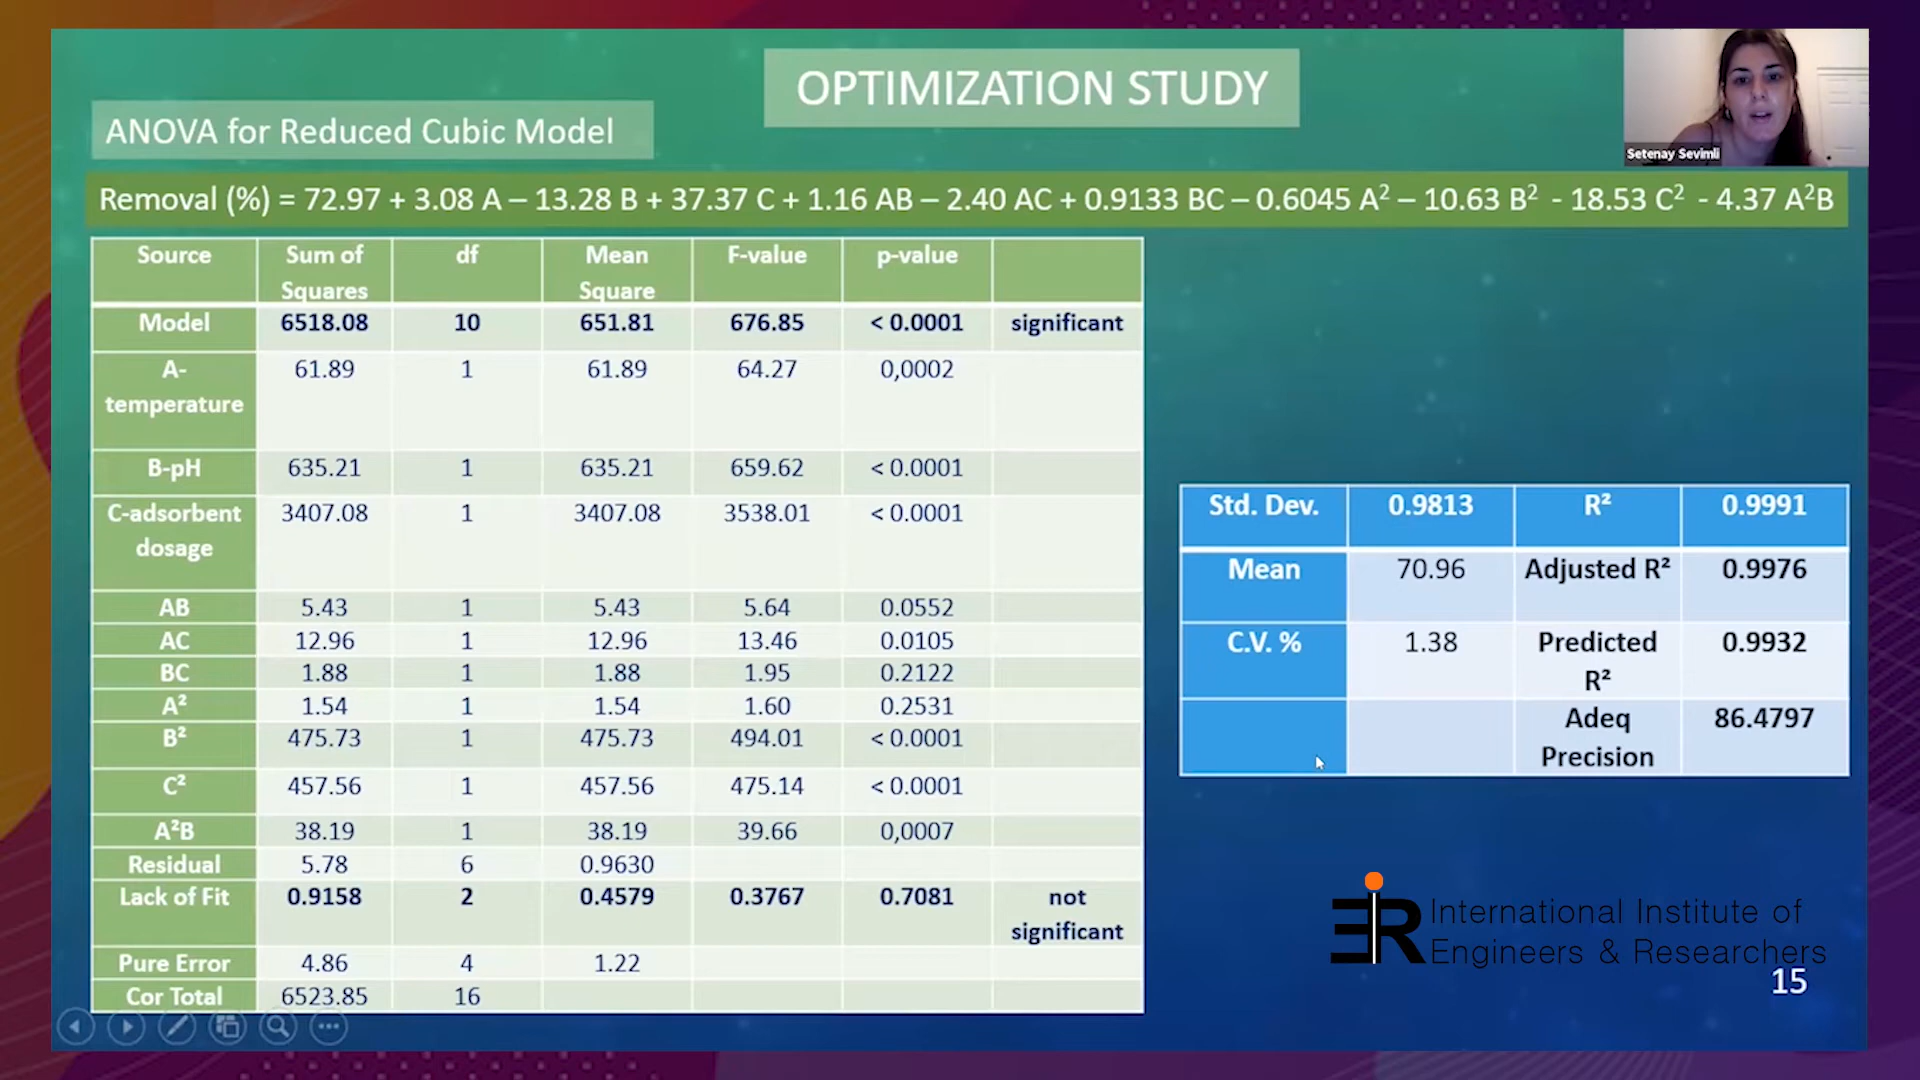 OPTIMIZATION STUDY
Setenay Sevimli
ANOVA for Reduced Cubic Model
Removal (%) = 72.97 + 3.08 A – 13.28 B + 37.37 C + 1.16 AB – 2.40 AC + 0.9133 BC – 0.6045 A² – 10.63 B² - 18.53 C² - 4.37 A²B
Source Sum of Squares df Mean Square F-value p-value
Model 6518.08 10 651.81 676.85 < 0.0001 significant
A-temperature 61.89 1 61.89 64.27 0,0002
B-pH 635.21 1 635.21 659.62 < 0.0001
C-adsorbent dosage 3407.08 1 3407.08 3538.01 < 0.0001
AB 5.43 1 5.43 5.64 0.0552
AC 12.96 1 12.96 13.46 0.0105
BC 1.88 1 1.88 1.95 0.2122
A² 1.54 1 1.54 1.60 0.2531
B² 475.73 1 475.73 494.01 < 0.0001
C² 457.56 1 457.56 475.14 < 0.0001
A²B 38.19 1 38.19 39.66 0,0007
Residual 5.78 6 0.9630
Lack of Fit 0.9158 2 0.4579 0.3767 0.7081 not significant
Pure Error 4.86 4 1.22
Cor Total 6523.85 16
Std. Dev. 0.9813 R² 0.9991
Mean 70.96 Adjusted R² 0.9976
C.V. % 1.38 Predicted R² 0.9932
Adeq Precision 86.4797
International Institute of
Engineers & Researchers
15